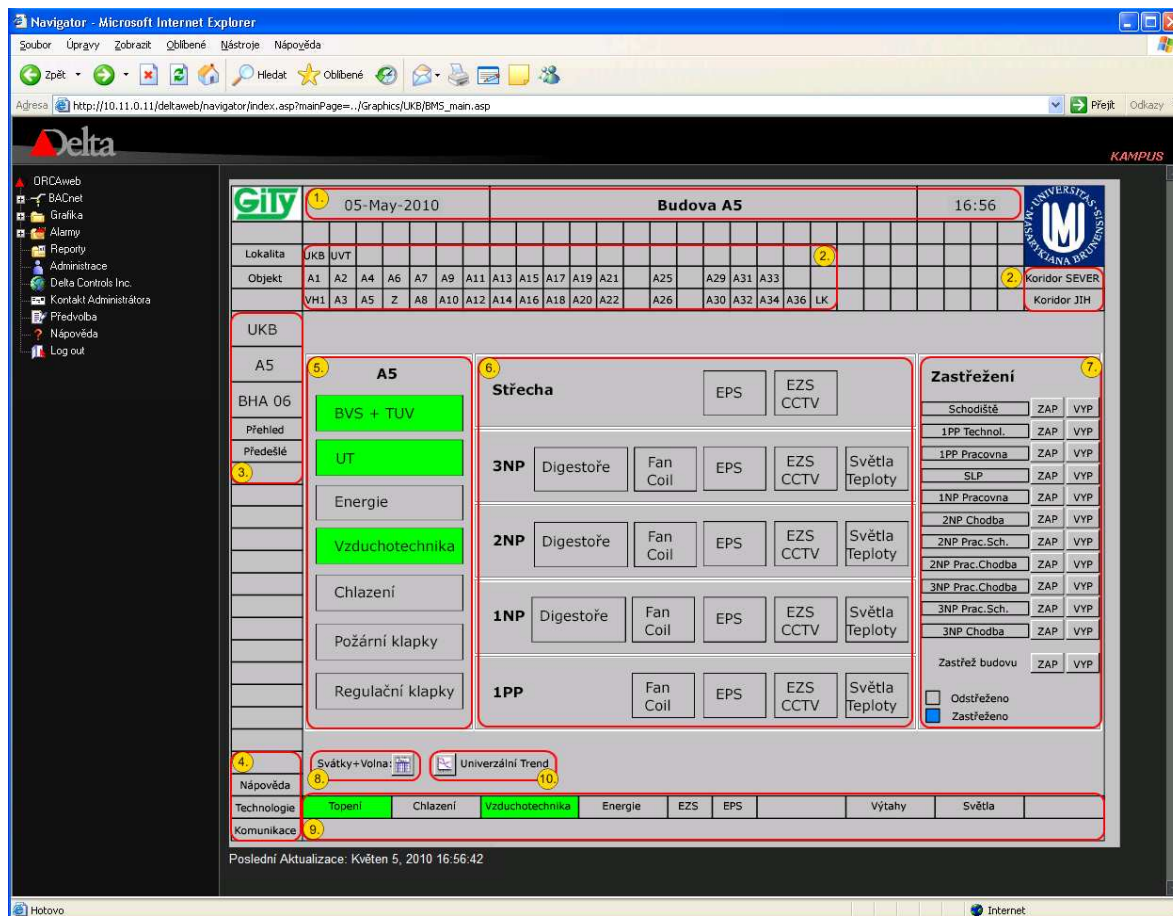 Navigator - Microsoft Internet Explorer
Soubor Úpravy Zobrazit Oblíbené Nástroje Nápověda
Zpět Hledat Oblíbené
Adresa http://10.11.0.11/deltaweb/navigator/index.asp?mainPage=../Graphics/UKB/BMS_main.asp Přejít Odkazy
Delta
KAMPUS
ORCAweb
BACnet
Grafika
Alarmy
Reporty
Administrace
Delta Controls Inc.
Kontakt Administrátora
Předvolba
Nápověda
Log out
GiTy 1. 05-May-2010 Budova A5 16:56
UNIVERSITAS MASARYKIANA BRUNENSIS
Lokalita UKB UVT 2.
Objekt A1 A2 A4 A6 A7 A9 A11 A13 A15 A17 A19 A21 A25 A29 A31 A33 2. Koridor SEVER
VH1 A3 A5 Z A8 A10 A12 A14 A16 A18 A20 A22 A26 A30 A32 A34 A36 LK Koridor JIH
UKB
A5
BHA 06
Přehled
Předešlé
3.
5. A5
BVS + TUV
UT
Energie
Vzduchotechnika
Chlazení
Požární klapky
Regulační klapky
6.
Střecha EPS EZS CCTV
3NP Digestoře Fan Coil EPS EZS CCTV Světla Teploty
2NP Digestoře Fan Coil EPS EZS CCTV Světla Teploty
1NP Digestoře Fan Coil EPS EZS CCTV Světla Teploty
1PP Fan Coil EPS EZS CCTV Světla Teploty
7.
Zastřežení
Schodiště ZAP VYP
1PP Technol. ZAP VYP
1PP Pracovna ZAP VYP
SLP ZAP VYP
1NP Pracovna ZAP VYP
2NP Chodba ZAP VYP
2NP Prac.Sch. ZAP VYP
2NP Prac.Chodba ZAP VYP
3NP Prac.Chodba ZAP VYP
3NP Prac.Sch. ZAP VYP
3NP Chodba ZAP VYP
Zastřež budovu ZAP VYP
Odstřeženo
Zastřeženo
4.
Nápověda
Technologie
Komunikace
Svátky+Volna:
8.
Univerzální Trend
10.
Topení Chlazení Vzduchotechnika Energie EZS EPS Výtahy Světla
9.
Poslední Aktualizace: Květen 5, 2010 16:56:42
Hotovo Internet